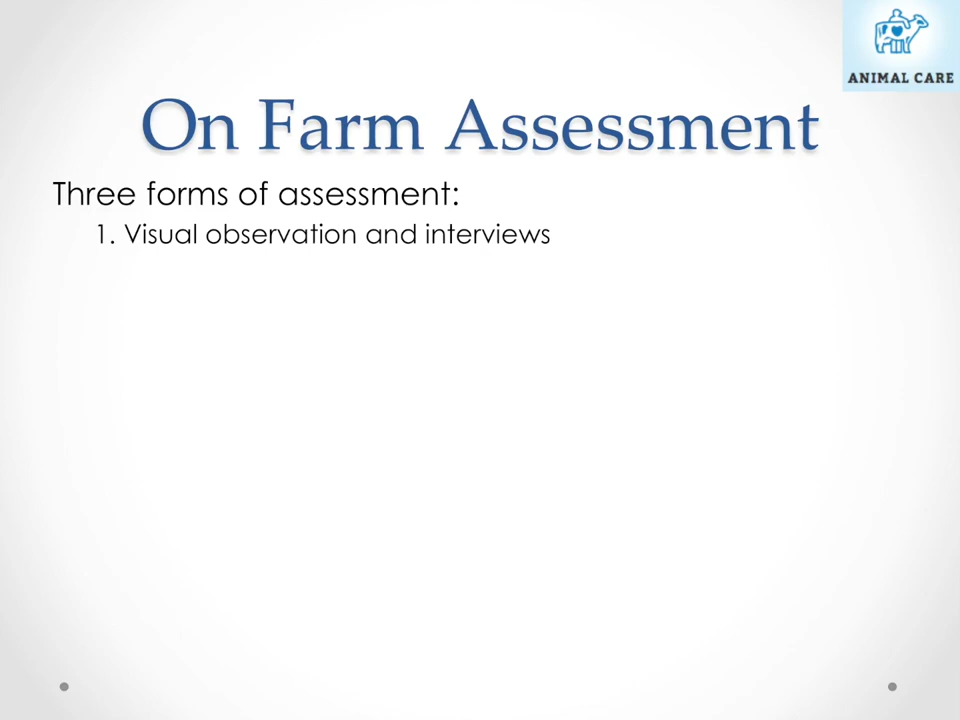 ANIMAL CARE
On Farm Assessment
Three forms of assessment:
1. Visual observation and interviews